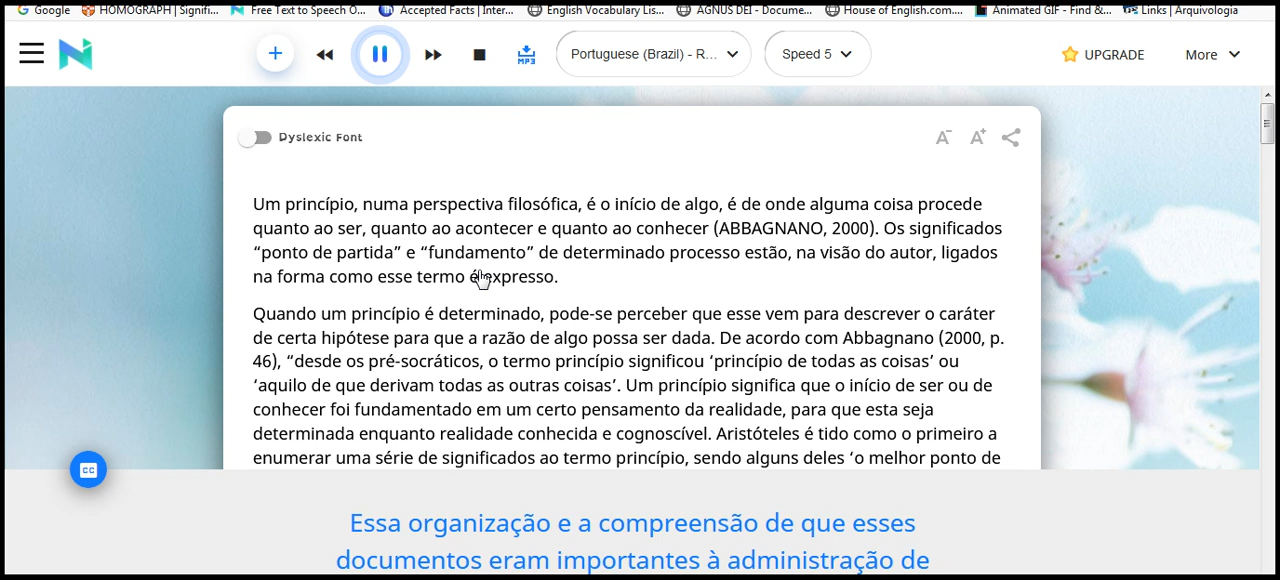 Google HOMOGRAPH | Signifi... Free Text to Speech O... Accepted Facts | Inter... English Vocabulary Lis... AGNUS DEI - Docume... House of English.com.... Animated GIF - Find &... Links | Arquivologia
+ MP3 Portuguese (Brazil) - R... Speed 5 UPGRADE More
Dyslexic Font A- A+
Um princípio, numa perspectiva filosófica, é o início de algo, é de onde alguma coisa procede
quanto ao ser, quanto ao acontecer e quanto ao conhecer (ABBAGNANO, 2000). Os significados
“ponto de partida” e “fundamento” de determinado processo estão, na visão do autor, ligados
na forma como esse termo é expresso.
Quando um princípio é determinado, pode-se perceber que esse vem para descrever o caráter
de certa hipótese para que a razão de algo possa ser dada. De acordo com Abbagnano (2000, p.
46), “desde os pré-socráticos, o termo princípio significou ‘princípio de todas as coisas’ ou
‘aquilo de que derivam todas as outras coisas’. Um princípio significa que o início de ser ou de
conhecer foi fundamentado em um certo pensamento da realidade, para que esta seja
determinada enquanto realidade conhecida e cognoscível. Aristóteles é tido como o primeiro a
enumerar uma série de significados ao termo princípio, sendo alguns deles ‘o melhor ponto de
CC
Essa organização e a compreensão de que esses
documentos eram importantes à administração de